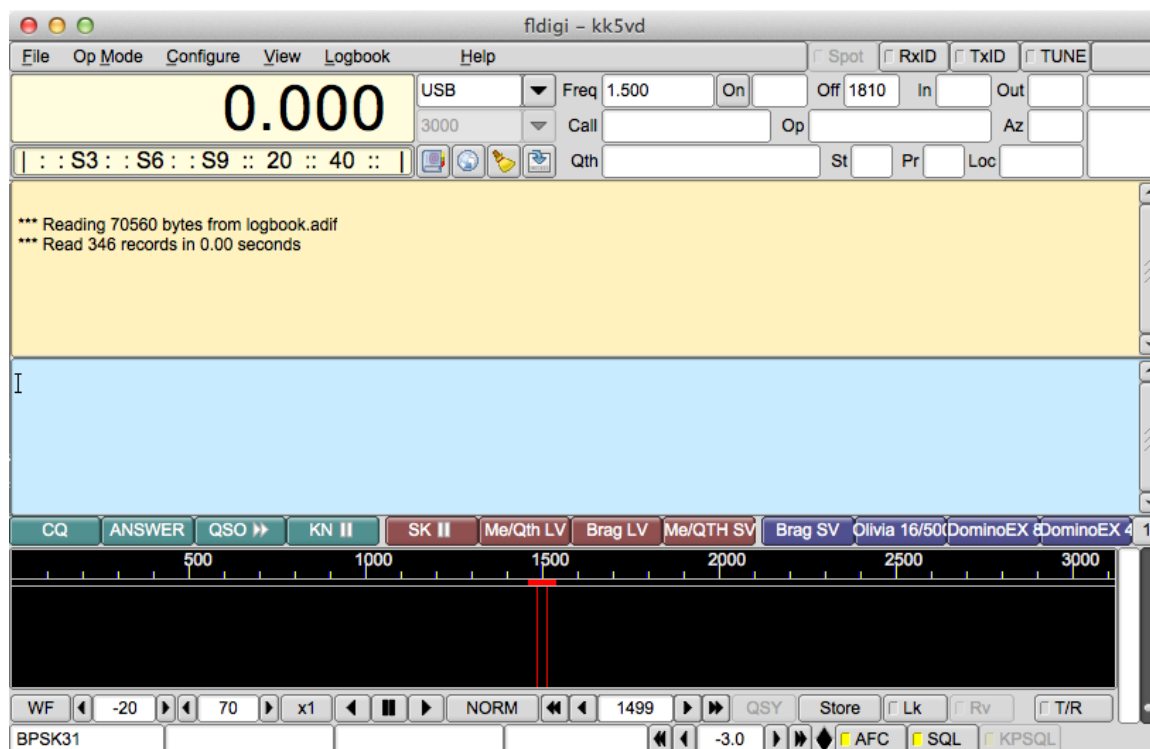 fldigi – kk5vd
File Op Mode Configure View Logbook Help Spot RxID TxID TUNE
0.000 USB Freq 1.500 On Off 1810 In Out
3000 Call Op Az
| : : S3 : : S6 : : S9 :: 20 :: 40 :: | Qth St Pr Loc
*** Reading 70560 bytes from logbook.adif
*** Read 346 records in 0.00 seconds
CQ ANSWER QSO KN SK Me/Qth LV Brag LV Me/QTH SV Brag SV Olivia 16/500 DominoEX 8 DominoEX 4 1
500 1000 1500 2000 2500 3000
WF -20 70 x1 NORM 1499 QSY Store Lk Rv T/R
BPSK31 -3.0 AFC SQL KPSQL